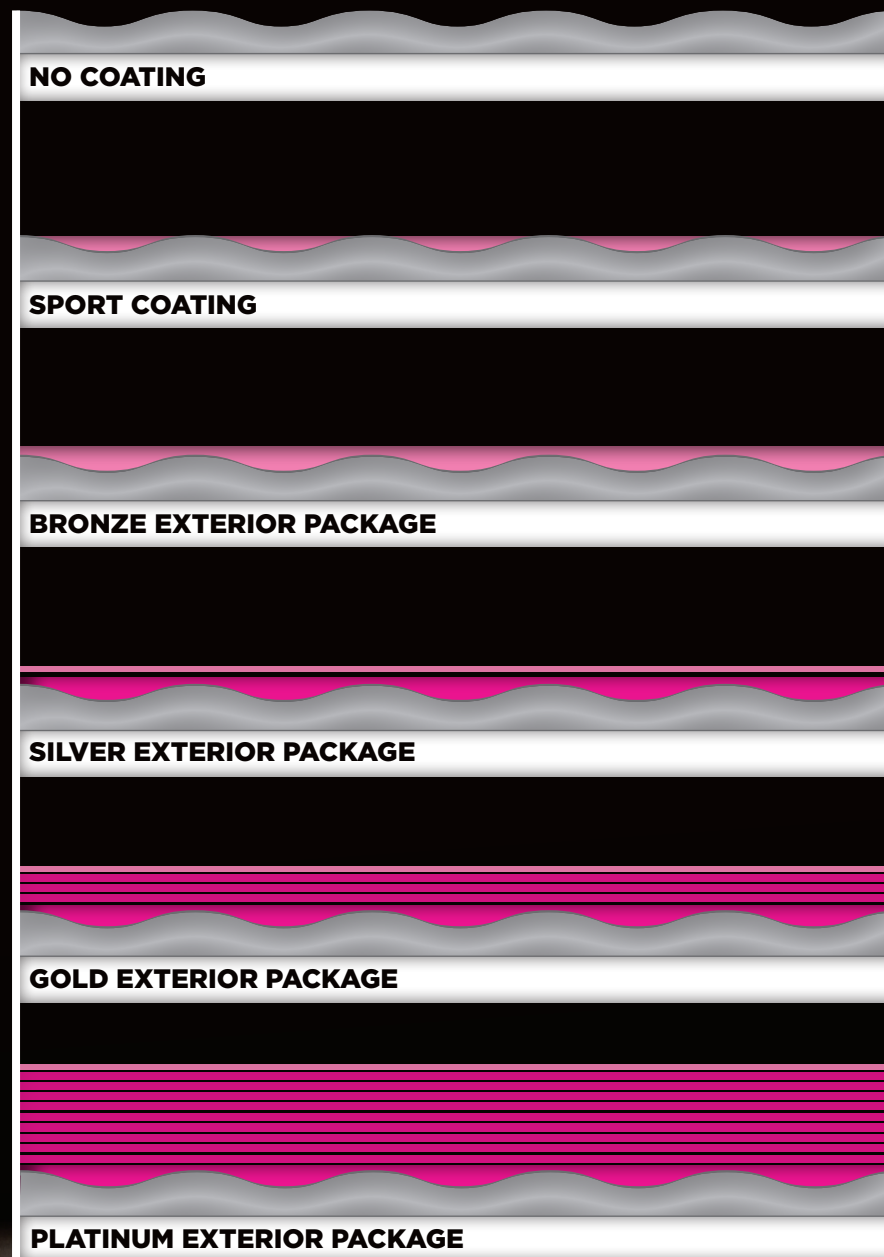 NO COATING
SPORT COATING
BRONZE EXTERIOR PACKAGE
SILVER EXTERIOR PACKAGE
GOLD EXTERIOR PACKAGE
PLATINUM EXTERIOR PACKAGE